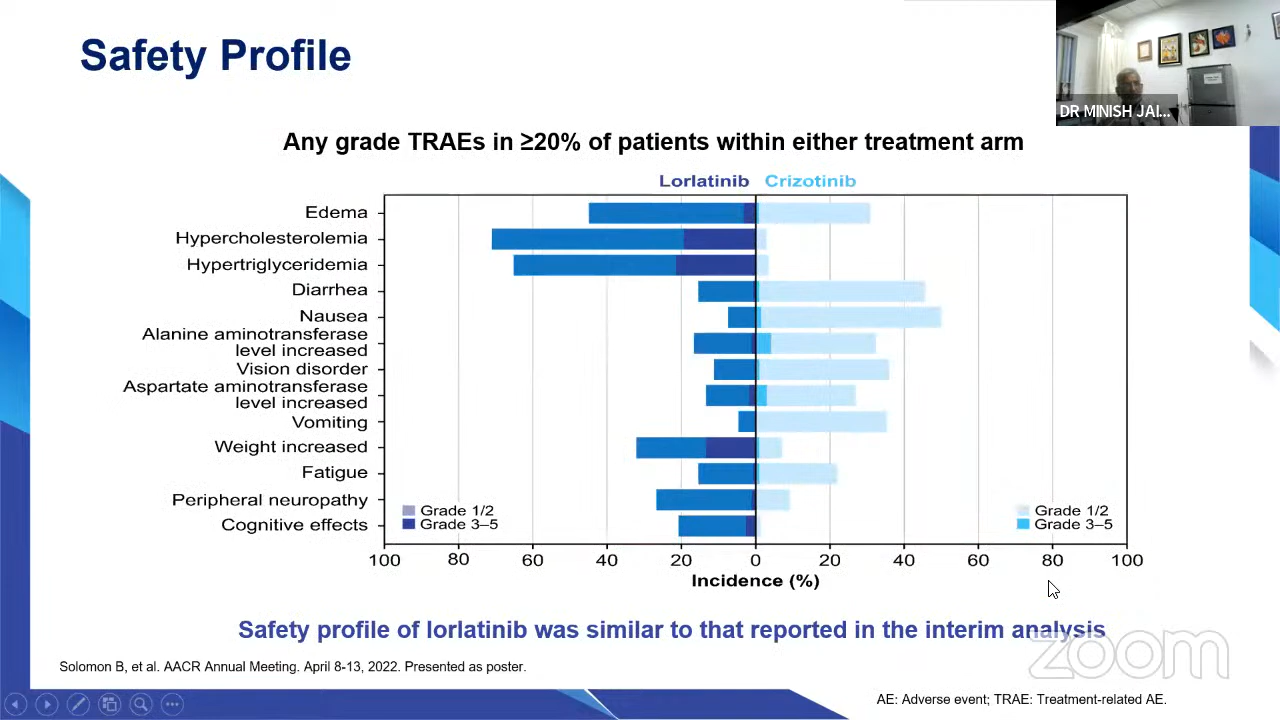 Safety Profile
DR MINISH JAI...
Any grade TRAEs in ≥20% of patients within either treatment arm
Lorlatinib Crizotinib
Edema
Hypercholesterolemia
Hypertriglyceridemia
Diarrhea
Nausea
Alanine aminotransferase
level increased
Vision disorder
Aspartate aminotransferase
level increased
Vomiting
Weight increased
Fatigue
Peripheral neuropathy
Cognitive effects
Grade 1/2
Grade 3–5
Grade 1/2
Grade 3–5
100 80 60 40 20 0 20 40 60 80 100
Incidence (%)
Safety profile of lorlatinib was similar to that reported in the interim analysis
zoom
Solomon B, et al. AACR Annual Meeting. April 8-13, 2022. Presented as poster.
AE: Adverse event; TRAE: Treatment-related AE.